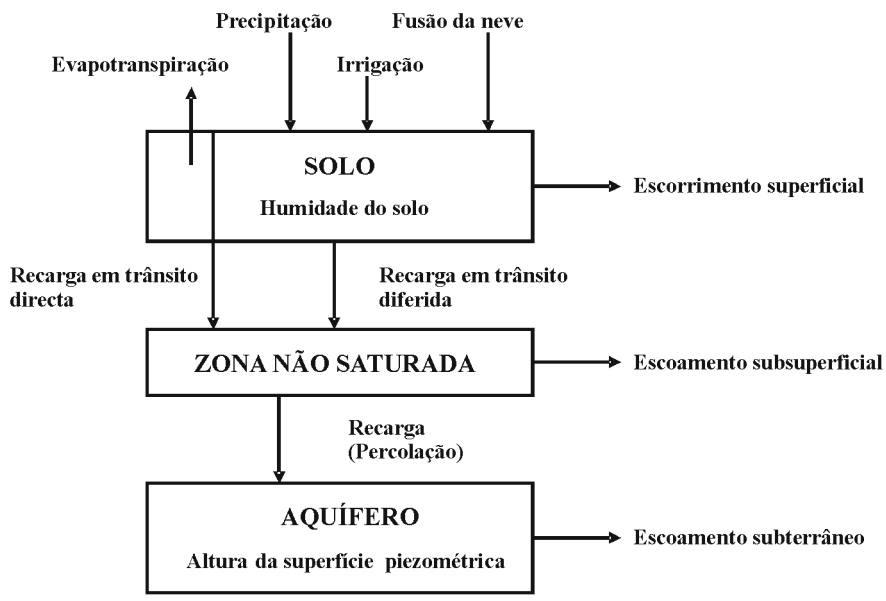 Precipitação
Fusão da neve
Evapotranspiração
Irrigação
SOLO
Humidade do solo
Escorrimento superficial
Recarga em trânsito
directa
Recarga em trânsito
diferida
ZONA NÃO SATURADA
Escoamento subsuperficial
Recarga
(Percolação)
AQUÍFERO
Altura da superfície piezométrica
Escoamento subterrâneo